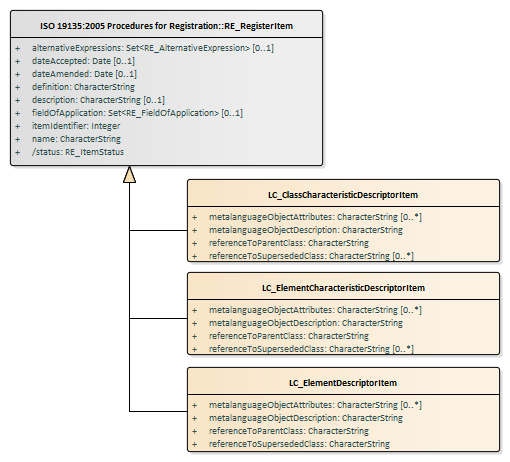 ISO 19135:2005 Procedures for Registration::RE_RegisterItem
+ alternativeExpressions: Set<RE_AlternativeExpression> [0..1]
+ dateAccepted: Date [0..1]
+ dateAmended: Date [0..1]
+ definition: CharacterString
+ description: CharacterString [0..1]
+ fieldOfApplication: Set<RE_FieldOfApplication> [0..1]
+ itemIdentifier: Integer
+ name: CharacterString
+ /status: RE_ItemStatus
LC_ClassCharacteristicDescriptorItem
+ metalanguageObjectAttributes: CharacterString [0..*]
+ metalanguageObjectDescription: CharacterString
+ referenceToParentClass: CharacterString
+ referenceToSupersededClass: CharacterString [0..*]
LC_ElementCharacteristicDescriptorItem
+ metalanguageObjectAttributes: CharacterString [0..*]
+ metalanguageObjectDescription: CharacterString
+ referenceToParentClass: CharacterString
+ referenceToSupersededClass: CharacterString [0..*]
LC_ElementDescriptorItem
+ metalanguageObjectAttributes: CharacterString [0..*]
+ metalanguageObjectDescription: CharacterString
+ referenceToParentClass: CharacterString
+ referenceToSupersededClass: CharacterString